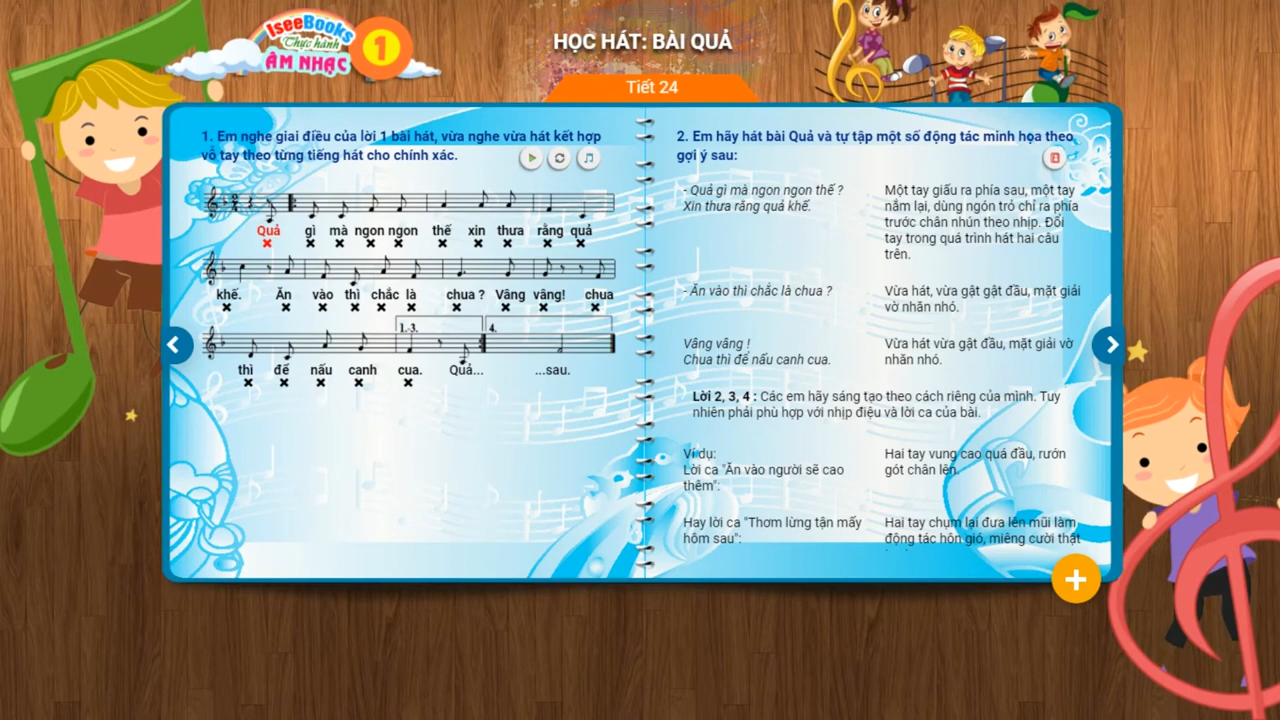 IseeBooks
Thực hành
ÂM NHẠC
1
HỌC HÁT: BÀI QUẢ
Tiết 24
1. Em nghe giai điệu của lời 1 bài hát, vừa nghe vừa hát kết hợp
vỗ tay theo từng tiếng hát cho chính xác.
Quả gì mà ngon ngon thế xin thưa rằng quả
khế. Ăn vào thì chắc là chua ? Vâng vâng! chua
1.-3. 4.
thì để nấu canh cua. Quả... ...sau.
2. Em hãy hát bài Quả và tự tập một số động tác minh họa theo
gợi ý sau:
- Quả gì mà ngon ngon thế ?
Xin thưa rằng quả khế.
Một tay giấu ra phía sau, một tay
nắm lại, dùng ngón trỏ chỉ ra phía
trước chân nhún theo nhịp. Đổi
tay trong quá trình hát hai câu
trên.
- Ăn vào thì chắc là chua ?
Vừa hát, vừa gật gật đầu, mặt giải
vờ nhăn nhó.
Vâng vâng !
Chua thì để nấu canh cua.
Vừa hát vừa gật đầu, mặt giải vờ
nhăn nhó.
Lời 2, 3, 4 : Các em hãy sáng tạo theo cách riêng của mình. Tuy
nhiên phải phù hợp với nhịp điệu và lời ca của bài.
Ví dụ:
Lời ca "Ăn vào người sẽ cao
thêm":
Hai tay vung cao quá đầu, rướn
gót chân lên.
Hay lời ca "Thơm lừng tận mấy
hôm sau":
Hai tay chụm lại đưa lên mũi làm
động tác hôn gió, miệng cười thật